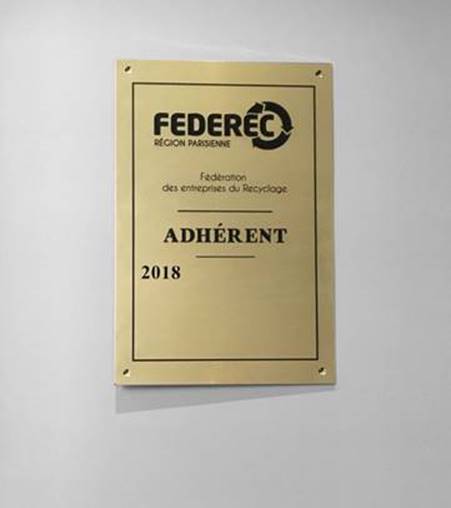 FEDEREC
RÉGION PARISIENNE
Fédération
des entreprises du Recyclage
ADHÉRENT
2018